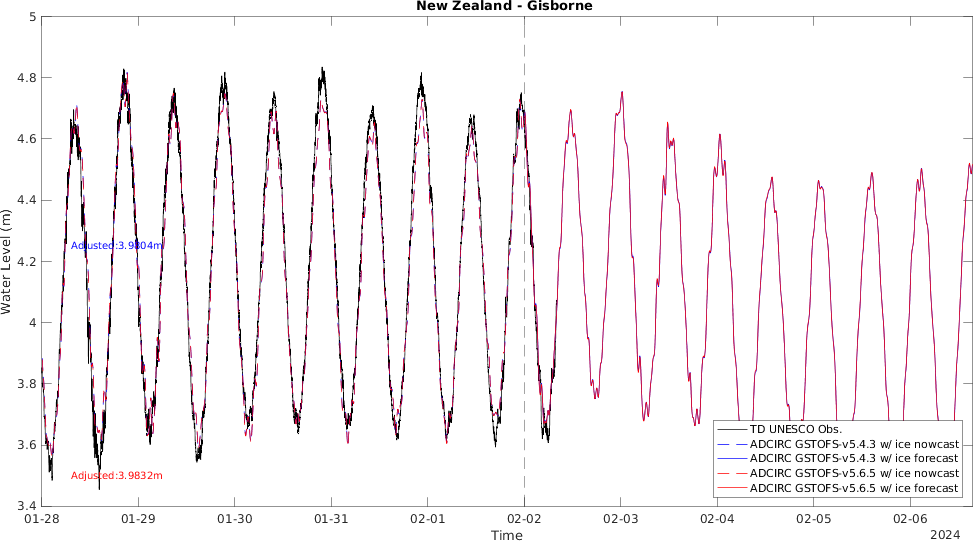 New Zealand - Gisborne
5
4.8
4.6
4.4
4.2
4
3.8
3.6
3.4
Water Level (m)
Adjusted:3.9804m
Adjusted:3.9832m
TD UNESCO Obs.
ADCIRC GSTOFS-v5.4.3 w/ ice nowcast
ADCIRC GSTOFS-v5.4.3 w/ ice forecast
ADCIRC GSTOFS-v5.6.5 w/ ice nowcast
ADCIRC GSTOFS-v5.6.5 w/ ice forecast
01-28 01-29 01-30 01-31 02-01 02-02 02-03 02-04 02-05 02-06
Time
2024